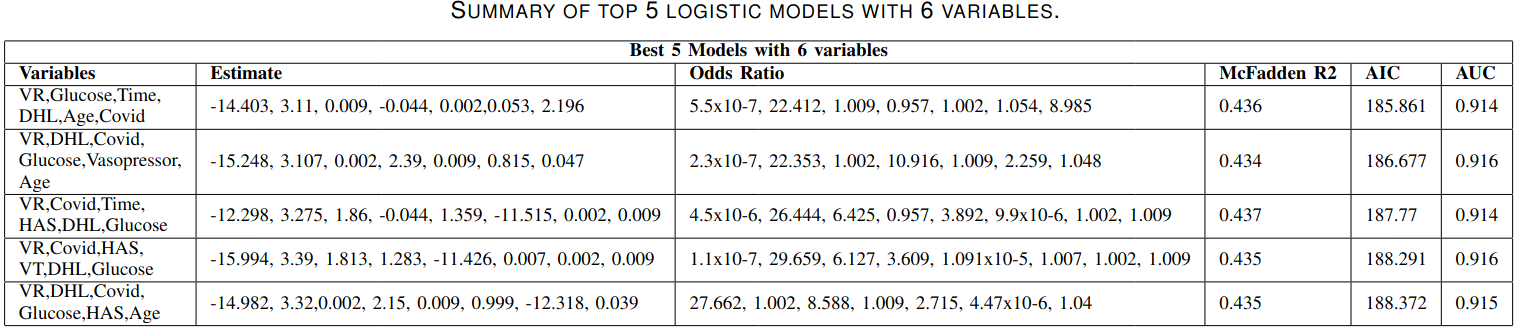 SUMMARY OF TOP 5 LOGISTIC MODELS WITH 6 VARIABLES.
Best 5 Models with 6 variables
Variables Estimate Odds Ratio McFadden R2 AIC AUC
VR,Glucose,Time,
DHL,Age,Covid
-14.403, 3.11, 0.009, -0.044, 0.002,0.053, 2.196 5.5x10-7, 22.412, 1.009, 0.957, 1.002, 1.054, 8.985 0.436 185.861 0.914
VR,DHL,Covid,
Glucose,Vasopressor,
Age
-15.248, 3.107, 0.002, 2.39, 0.009, 0.815, 0.047 2.3x10-7, 22.353, 1.002, 10.916, 1.009, 2.259, 1.048 0.434 186.677 0.916
VR,Covid,Time,
HAS,DHL,Glucose
-12.298, 3.275, 1.86, -0.044, 1.359, -11.515, 0.002, 0.009 4.5x10-6, 26.444, 6.425, 0.957, 3.892, 9.9x10-6, 1.002, 1.009 0.437 187.77 0.914
VR,Covid,HAS,
VT,DHL,Glucose
-15.994, 3.39, 1.813, 1.283, -11.426, 0.007, 0.002, 0.009 1.1x10-7, 29.659, 6.127, 3.609, 1.091x10-5, 1.007, 1.002, 1.009 0.435 188.291 0.916
VR,DHL,Covid,
Glucose,HAS,Age
-14.982, 3.32,0.002, 2.15, 0.009, 0.999, -12.318, 0.039 27.662, 1.002, 8.588, 1.009, 2.715, 4.47x10-6, 1.04 0.435 188.372 0.915